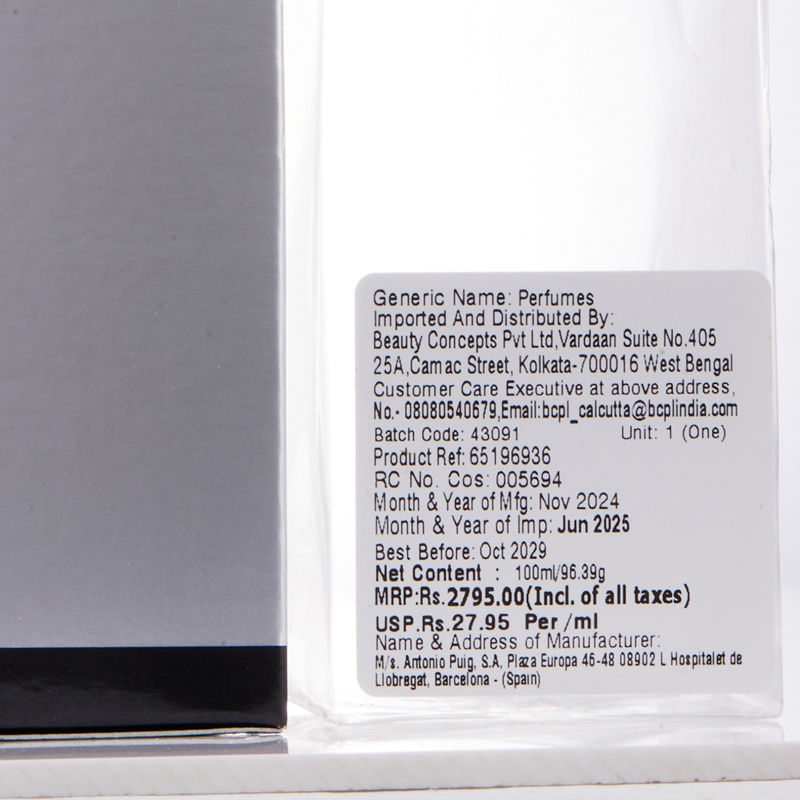 Generic Name: Perfumes
Imported And Distributed By:
Beauty Concepts Pvt Ltd,Vardaan Suite No.405
25A,Camac Street, Kolkata-700016 West Bengal
Customer Care Executive at above address,
No.- 08080540679,Email:bcpl_calcutta@bcplindia.com
Batch Code: 43091 Unit: 1 (One)
Product Ref: 65196936
RC No. Cos: 005694
Month & Year of Mfg: Nov 2024
Month & Year of Imp: Jun 2025
Best Before: Oct 2029
Net Content : 100ml/96.39g
MRP:Rs.2795.00(Incl. of all taxes)
USP.Rs.27.95 Per /ml
Name & Address of Manufacturer:
M/s. Antonio Puig, S.A, Plaza Europa 46-48 08902 L Hospitalet de
Llobregat, Barcelona - (Spain)